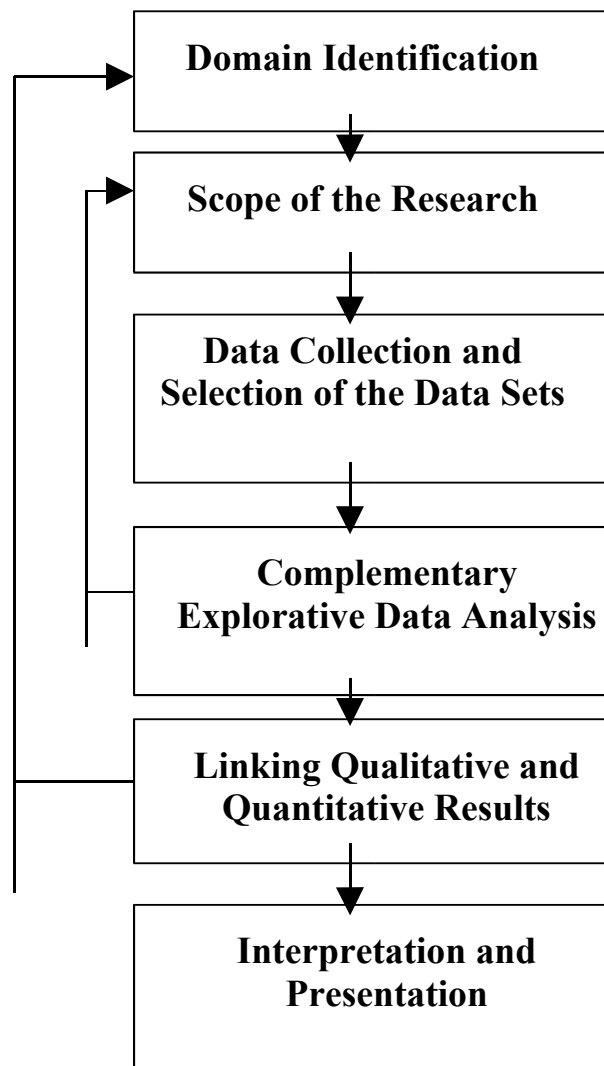 Domain Identification
Scope of the Research
Data Collection and
Selection of the Data Sets
Complementary
Explorative Data Analysis
Linking Qualitative and
Quantitative Results
Interpretation and
Presentation